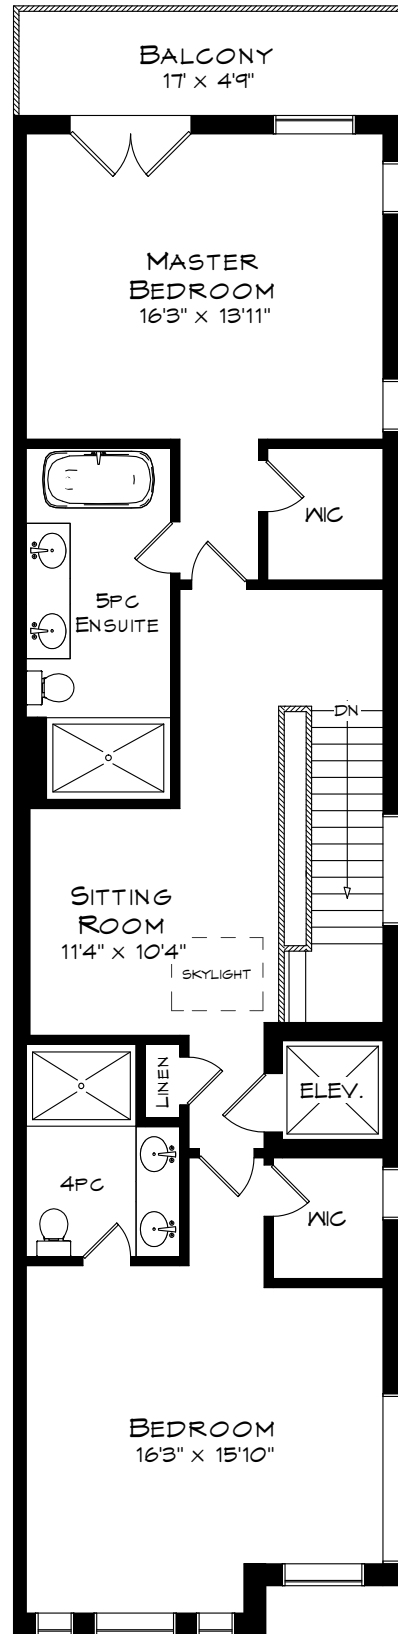 BALCONY
17' x 4'9"
MASTER
BEDROOM
16'3" x 13'11"
WIC
5PC
ENSUITE
DN
SITTING
ROOM
11'4" x 10'4"
SKYLIGHT
LINEN
ELEV.
4PC
WIC
BEDROOM
16'3" x 15'10"